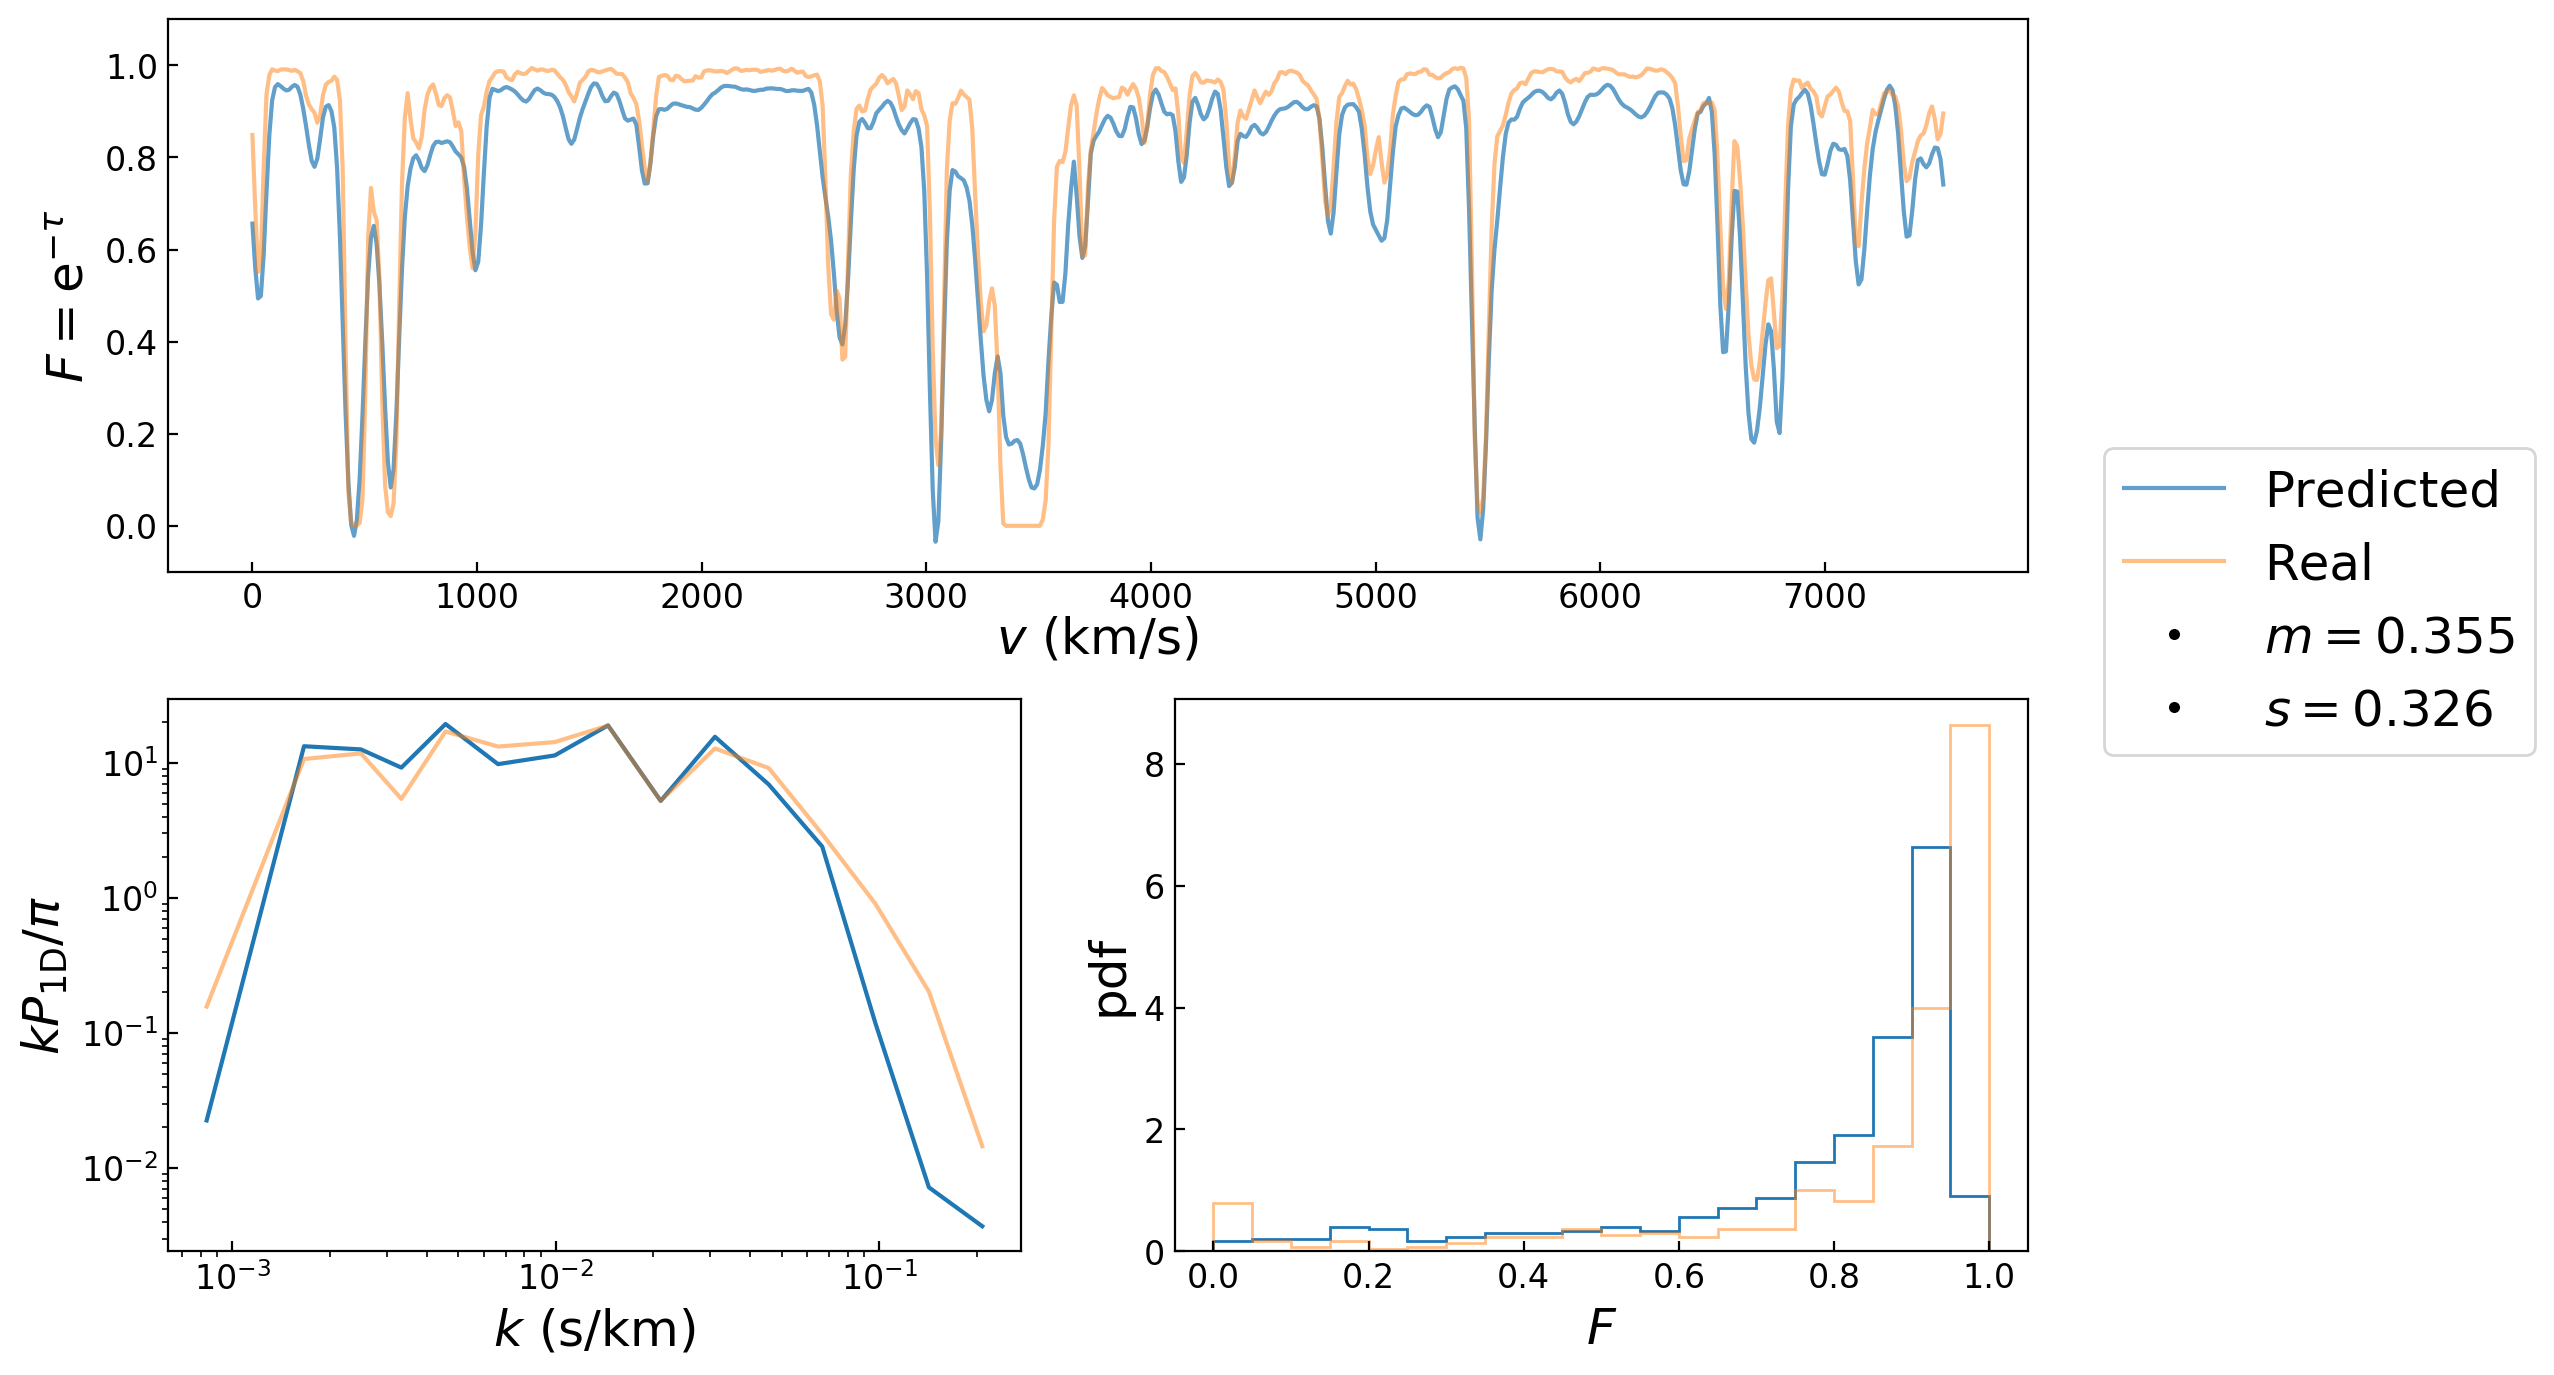 F = e^{-τ}
1.0
0.8
0.6
0.4
0.2
0.0
0 1000 2000 3000 4000 5000 6000 7000
v (km/s)
Predicted
Real
m = 0.355
s = 0.326
kP_{1D}/π
10^1
10^0
10^{-1}
10^{-2}
10^{-3} 10^{-2} 10^{-1}
k (s/km)
pdf
8
6
4
2
0
0.0 0.2 0.4 0.6 0.8 1.0
F